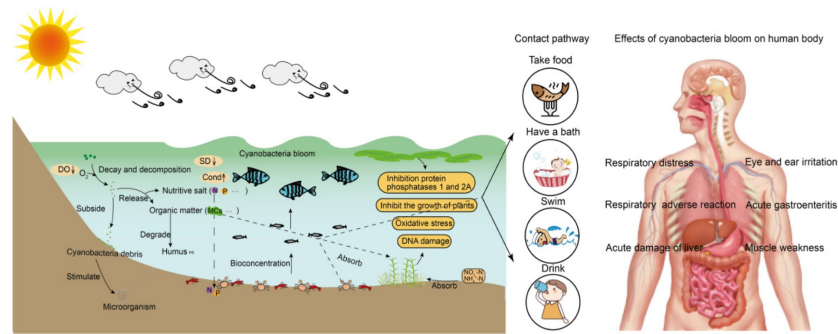 Contact pathway
Effects of cyanobacteria bloom on human body
Take food
Have a bath
Swim
Drink
Cyanobacteria bloom
DO↓
O₂
Decay and decomposition
SD↓
Cond↑
Release
Nutritive salt (N P ...)
Organic matter (MCs ...)
Subside
Degrade
Humus
Cyanobacteria debris
Stimulate
Microorganism
N P
Bioconcentration
Absorb
Inhibition protein
phosphatases 1 and 2A
Inhibit the growth of plants
Oxidative stress
DNA damage
Absorb
Respiratory distress
Eye and ear irritation
Respiratory adverse reaction
Acute gastroenteritis
Acute damage of liver
Muscle weakness